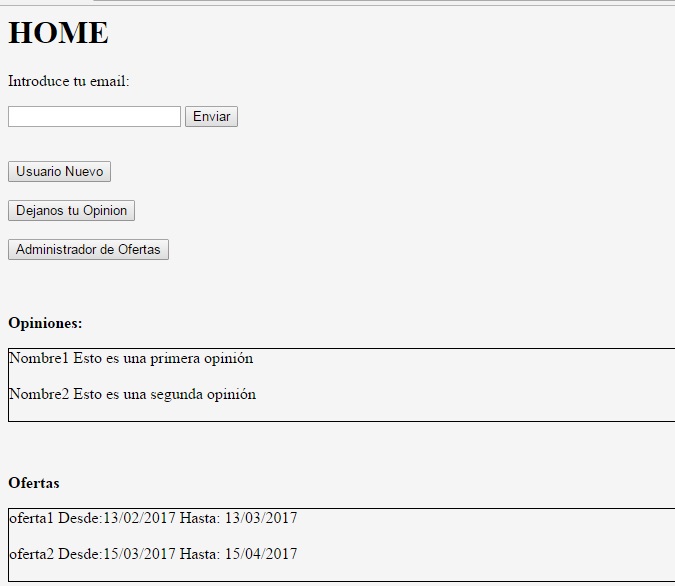 HOME
Introduce tu email:
Enviar
Usuario Nuevo
Dejanos tu Opinion
Administrador de Ofertas
Opiniones:
Nombre1 Esto es una primera opinión
Nombre2 Esto es una segunda opinión
Ofertas
oferta1 Desde:13/02/2017 Hasta: 13/03/2017
oferta2 Desde:15/03/2017 Hasta: 15/04/2017